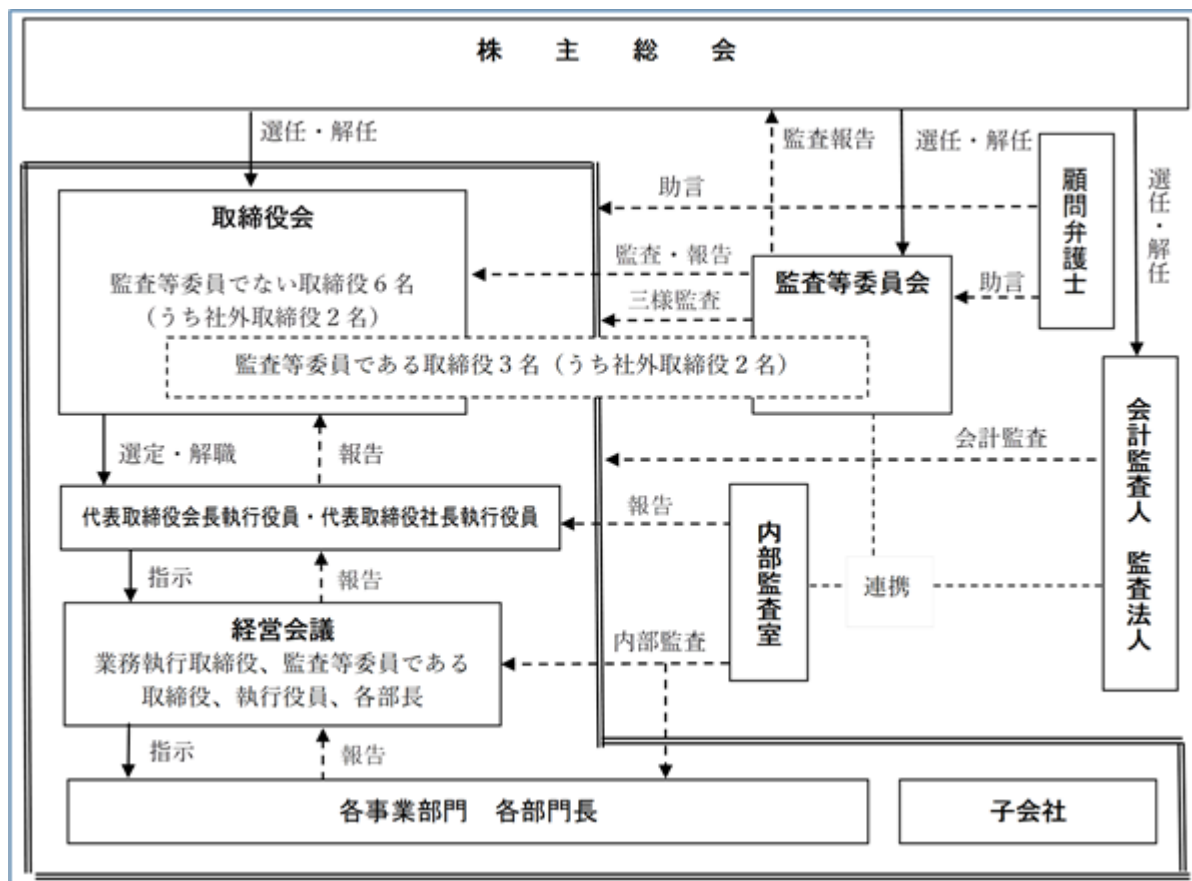 株 主 総 会
選任・解任
監査報告
選任・解任
選任・解任
顧問弁護士
助言
取締役会
監査等委員でない取締役6名
（うち社外取締役2名）
監査・報告
監査等委員会
助言
三様監査
監査等委員である取締役3名（うち社外取締役2名）
会計監査人 監査法人
会計監査
選定・解職
報告
代表取締役会長執行役員・代表取締役社長執行役員
報告
内部監査室
連携
指示
報告
経営会議
業務執行取締役、監査等委員である
取締役、執行役員、各部長
内部監査
指示
報告
各事業部門 各部門長
子会社